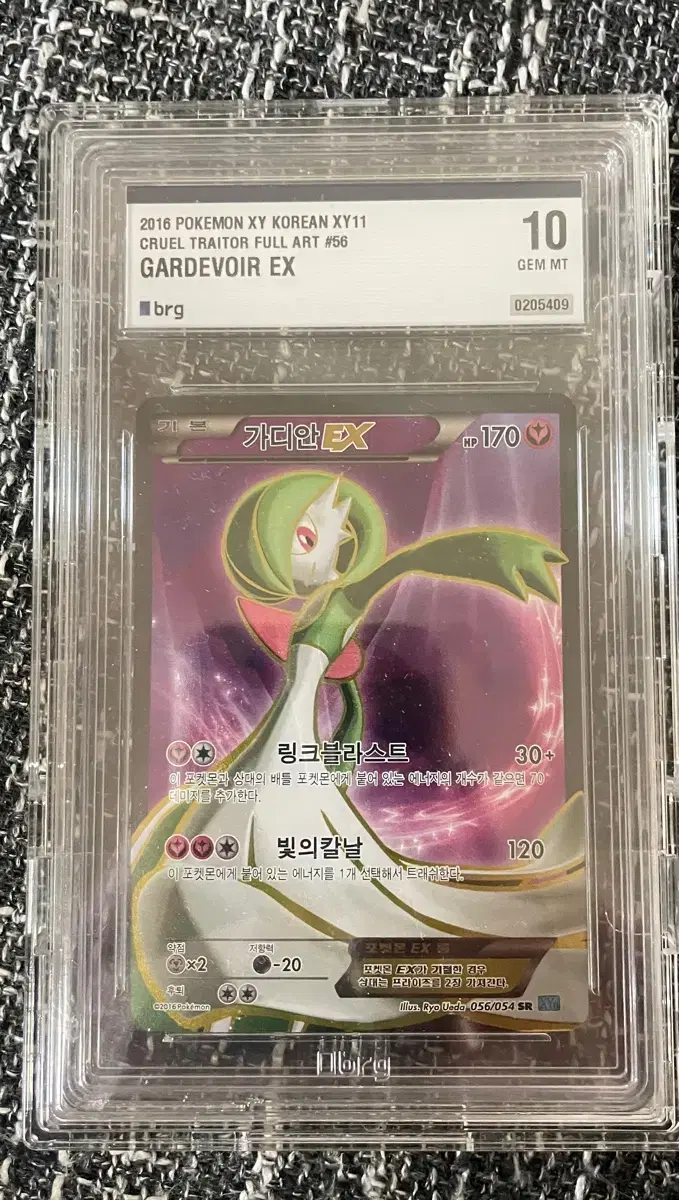 2016 POKEMON XY KOREAN XY11
CRUEL TRAITOR FULL ART #56
GARDEVOIR EX
10
GEM MT
brg
0205409
기본
가디안EX
HP 170
링크블라스트 30+
이 포켓몬과 상대의 배틀 포켓몬에게 붙어 있는 에너지의 개수가 같으면 70
데미지를 추가한다.
빛의칼날 120
이 포켓몬에게 붙어 있는 에너지를 1개 선택해서 트래쉬한다.
약점
×2
저항력
-20
후퇴
포켓몬 EX 룰
포켓몬 EX가 기절한 경우
상대는 프라이즈를 2장 가져간다.
©2016 Pokémon
Illus. Ryo Ueda 056/054 SR XY
brg